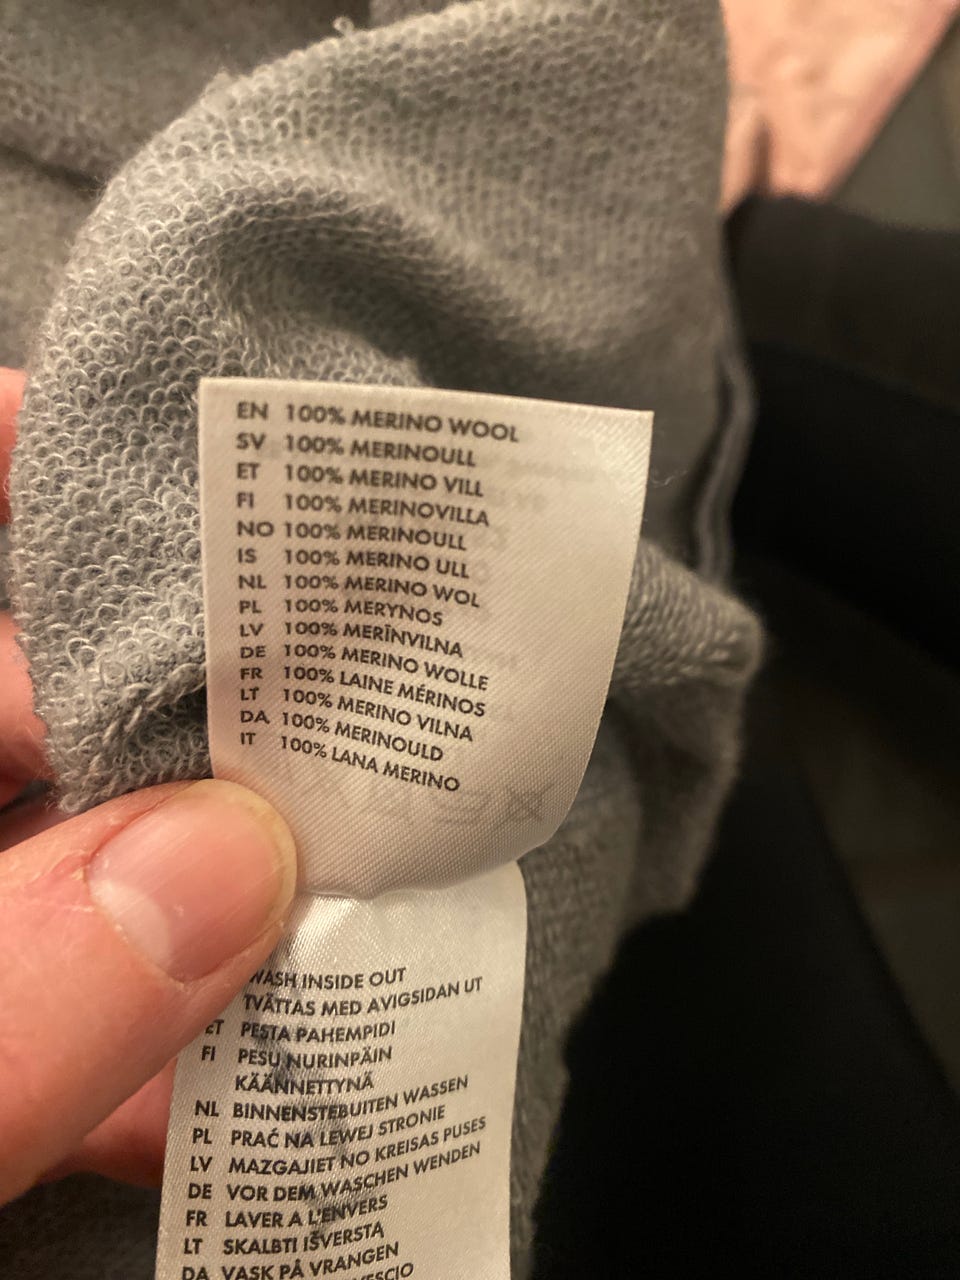 EN 100% MERINO WOOL
SV 100% MERINOULL
ET 100% MERINO VILL
FI 100% MERINOVILLA
NO 100% MERINOULL
IS 100% MERINO ULL
NL 100% MERINO WOL
PL 100% MERYNOS
LV 100% MERĪNVILNA
DE 100% MERINO WOLLE
FR 100% LAINE MÉRINOS
LT 100% MERINO VILNA
DA 100% MERINOULD
IT 100% LANA MERINO
WASH INSIDE OUT
TVÄTTAS MED AVIGSIDAN UT
ET PESTA PAHEMPIDI
FI PESU NURINPÄIN
KÄÄNNETTYNÄ
NL BINNENSTEBUITEN WASSEN
PL PRAĆ NA LEWEJ STRONIE
LV MAZGAJIET NO KREISAS PUSES
DE VOR DEM WASCHEN WENDEN
FR LAVER A L'ENVERS
LT SKALBTI IŠVERSTA
DA VASK PÅ VRANGEN